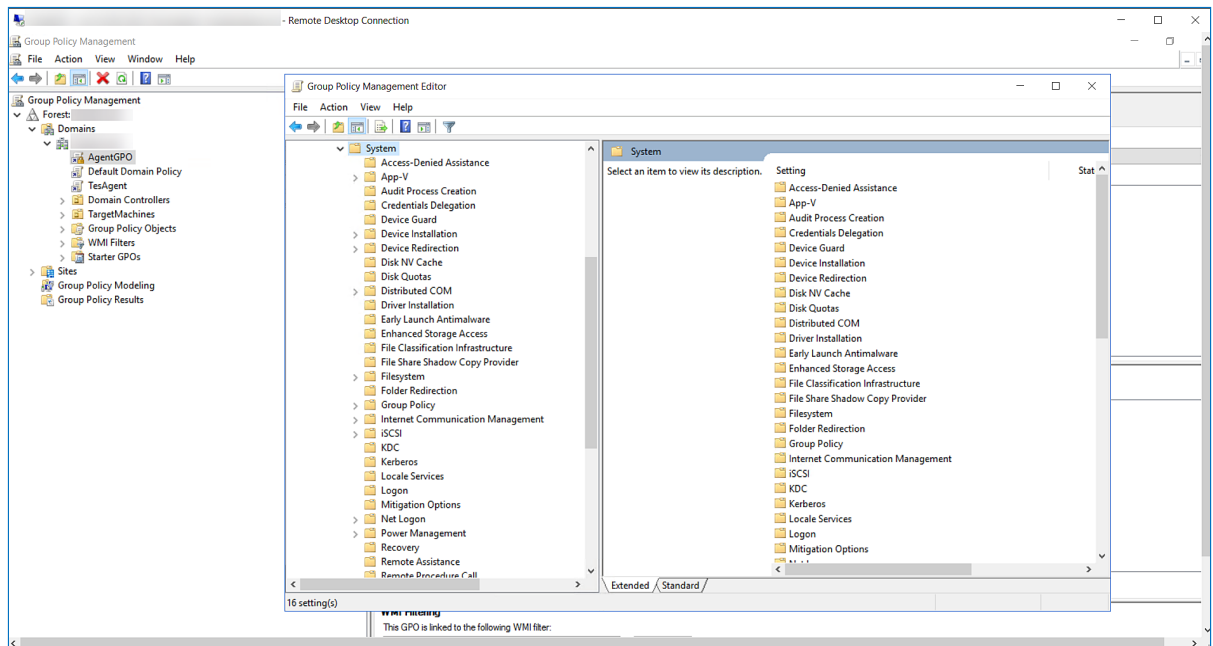 - Remote Desktop Connection
Group Policy Management
File Action View Window Help
Group Policy Management
Forest:
Domains
AgentGPO
Default Domain Policy
TesAgent
Domain Controllers
TargetMachines
Group Policy Objects
WMI Filters
Starter GPOs
Sites
Group Policy Modeling
Group Policy Results
Group Policy Management Editor
File Action View Help
System
Access-Denied Assistance
App-V
Audit Process Creation
Credentials Delegation
Device Guard
Device Installation
Device Redirection
Disk NV Cache
Disk Quotas
Distributed COM
Driver Installation
Early Launch Antimalware
Enhanced Storage Access
File Classification Infrastructure
File Share Shadow Copy Provider
Filesystem
Folder Redirection
Group Policy
Internet Communication Management
iSCSI
KDC
Kerberos
Locale Services
Logon
Mitigation Options
Net Logon
Power Management
Recovery
Remote Assistance
Remote Procedure Call
System
Select an item to view its description.
Setting Stat
Access-Denied Assistance
App-V
Audit Process Creation
Credentials Delegation
Device Guard
Device Installation
Device Redirection
Disk NV Cache
Disk Quotas
Distributed COM
Driver Installation
Early Launch Antimalware
Enhanced Storage Access
File Classification Infrastructure
File Share Shadow Copy Provider
Filesystem
Folder Redirection
Group Policy
Internet Communication Management
iSCSI
KDC
Kerberos
Locale Services
Logon
Mitigation Options
Extended Standard
16 setting(s)
WMI Filtering
This GPO is linked to the following WMI filter: